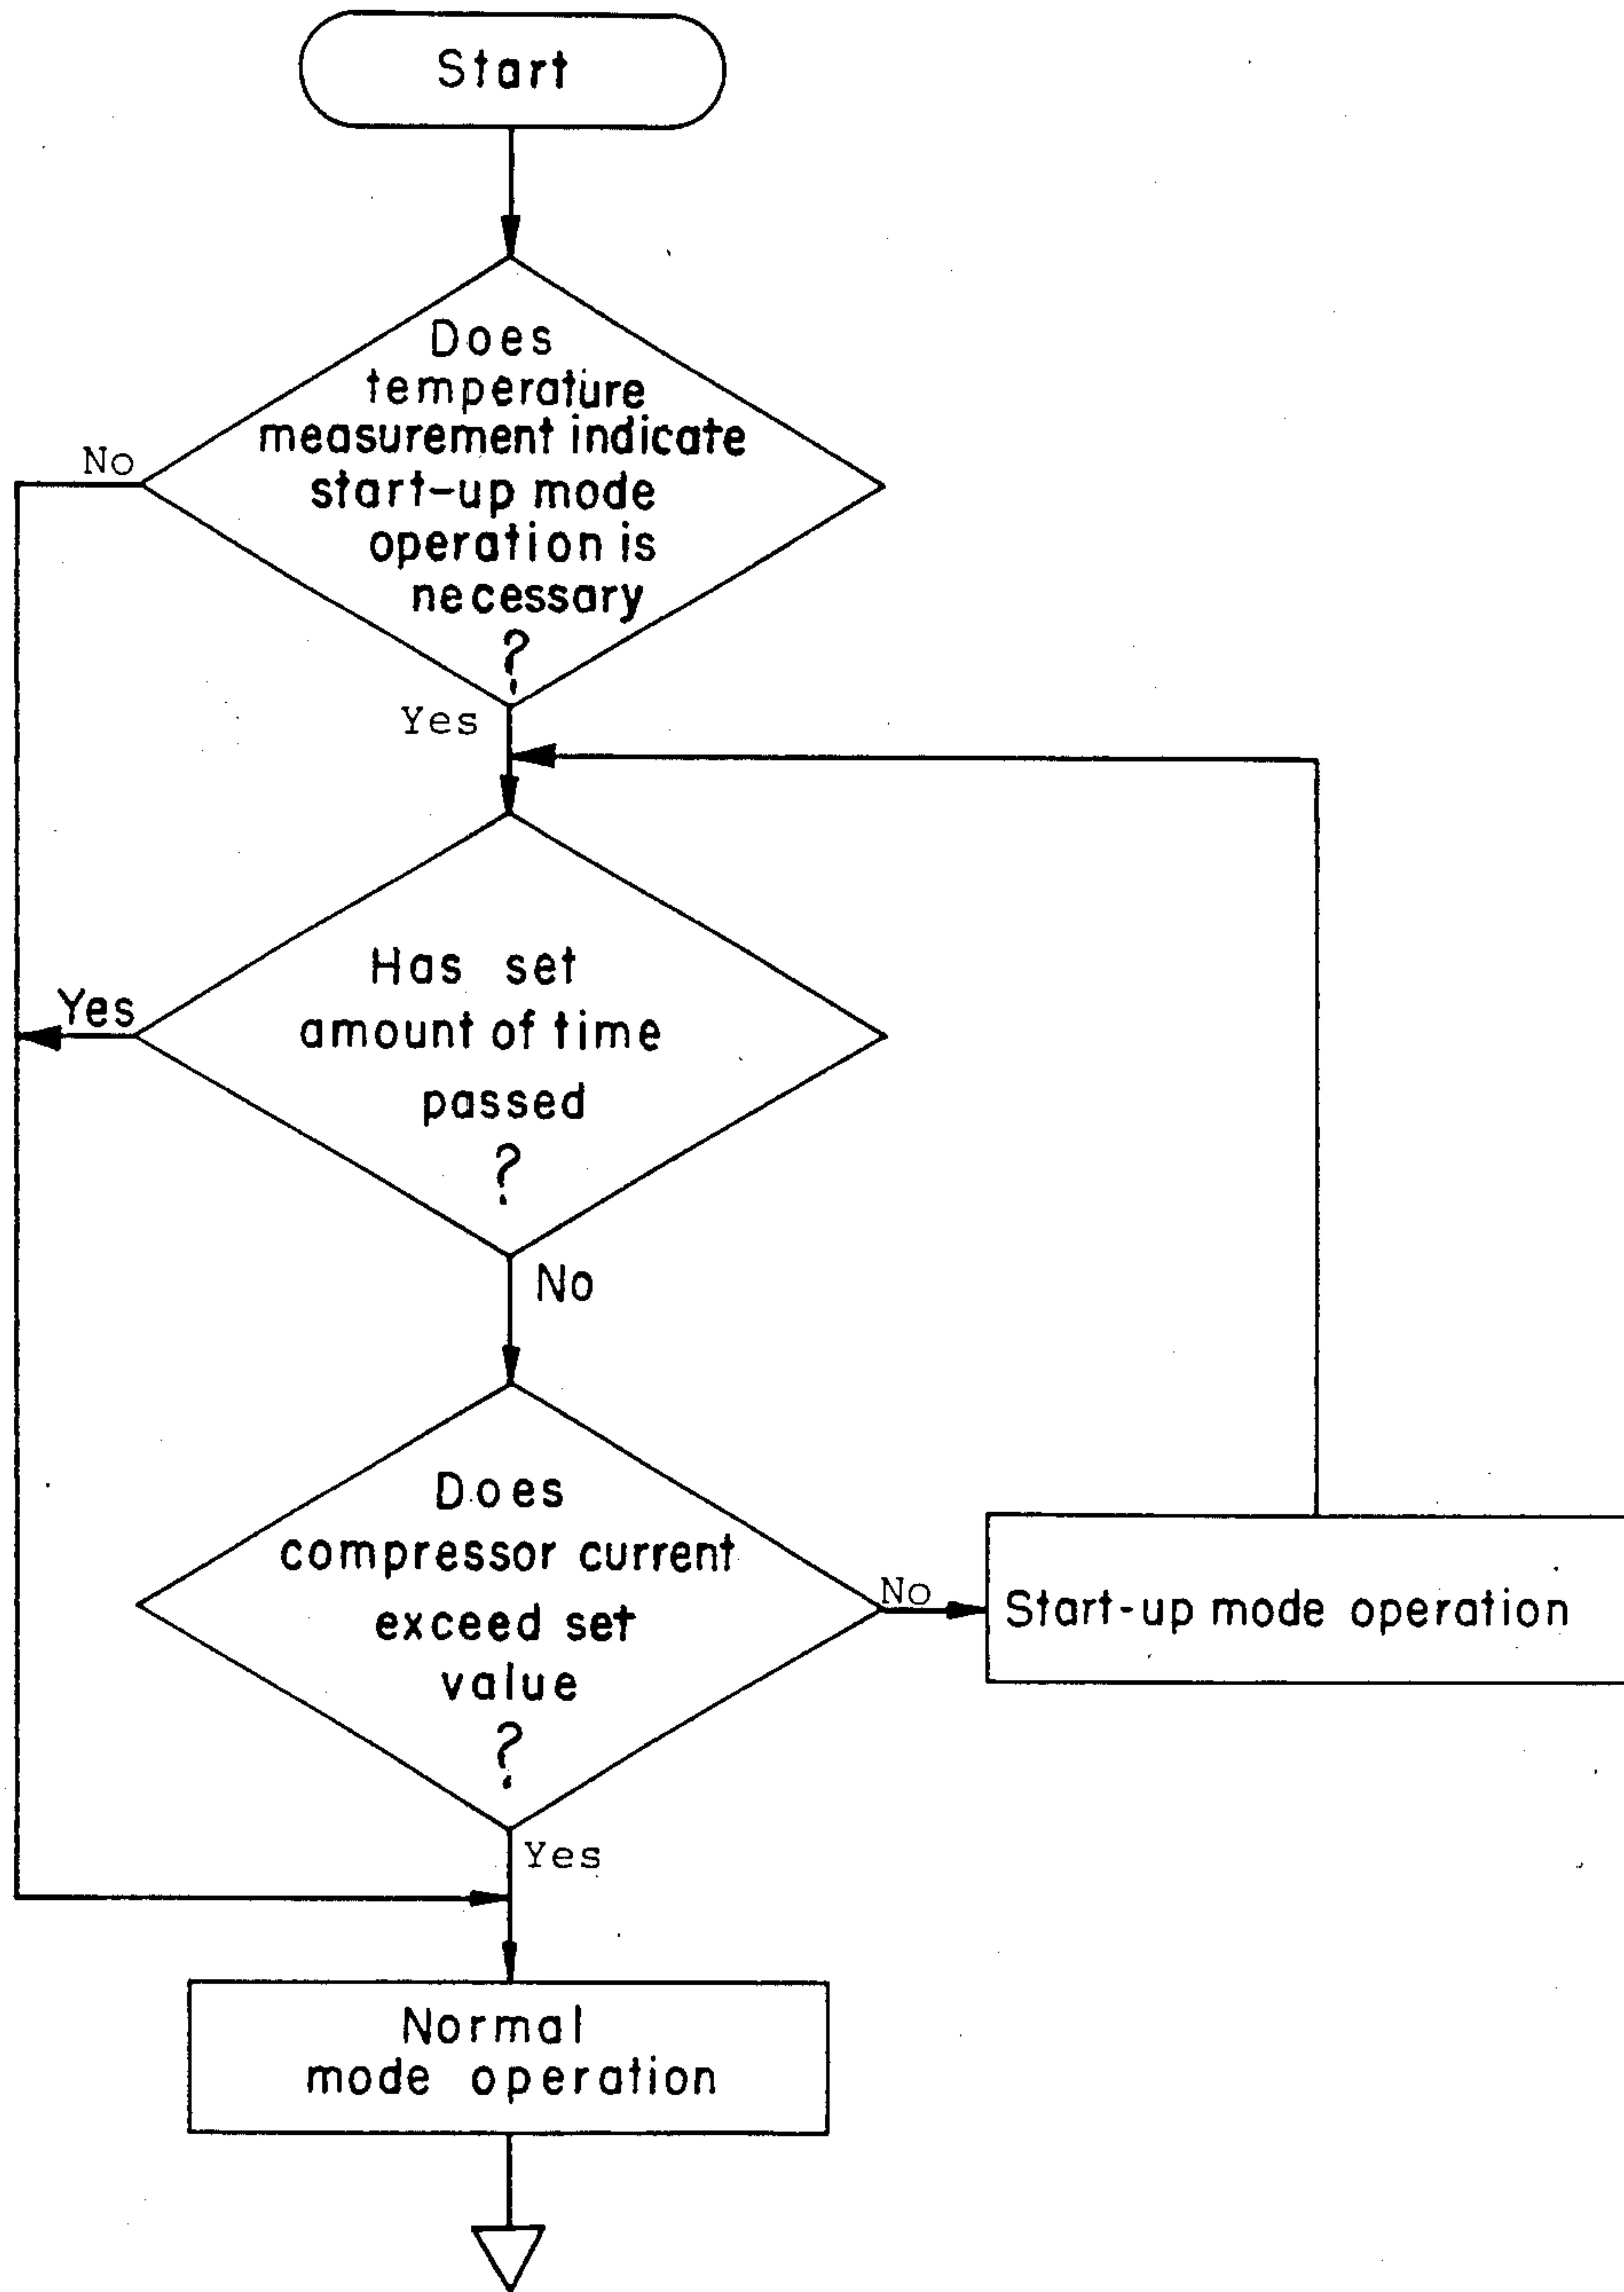 Start
Does
temperature
measurement indicate
start-up mode
operation is
necessary
?
No
Yes
Has set
amount of time
passed
?
Yes
No
Does
compressor current
exceed set
value
?
No
Start-up mode operation
Yes
Normal
mode operation